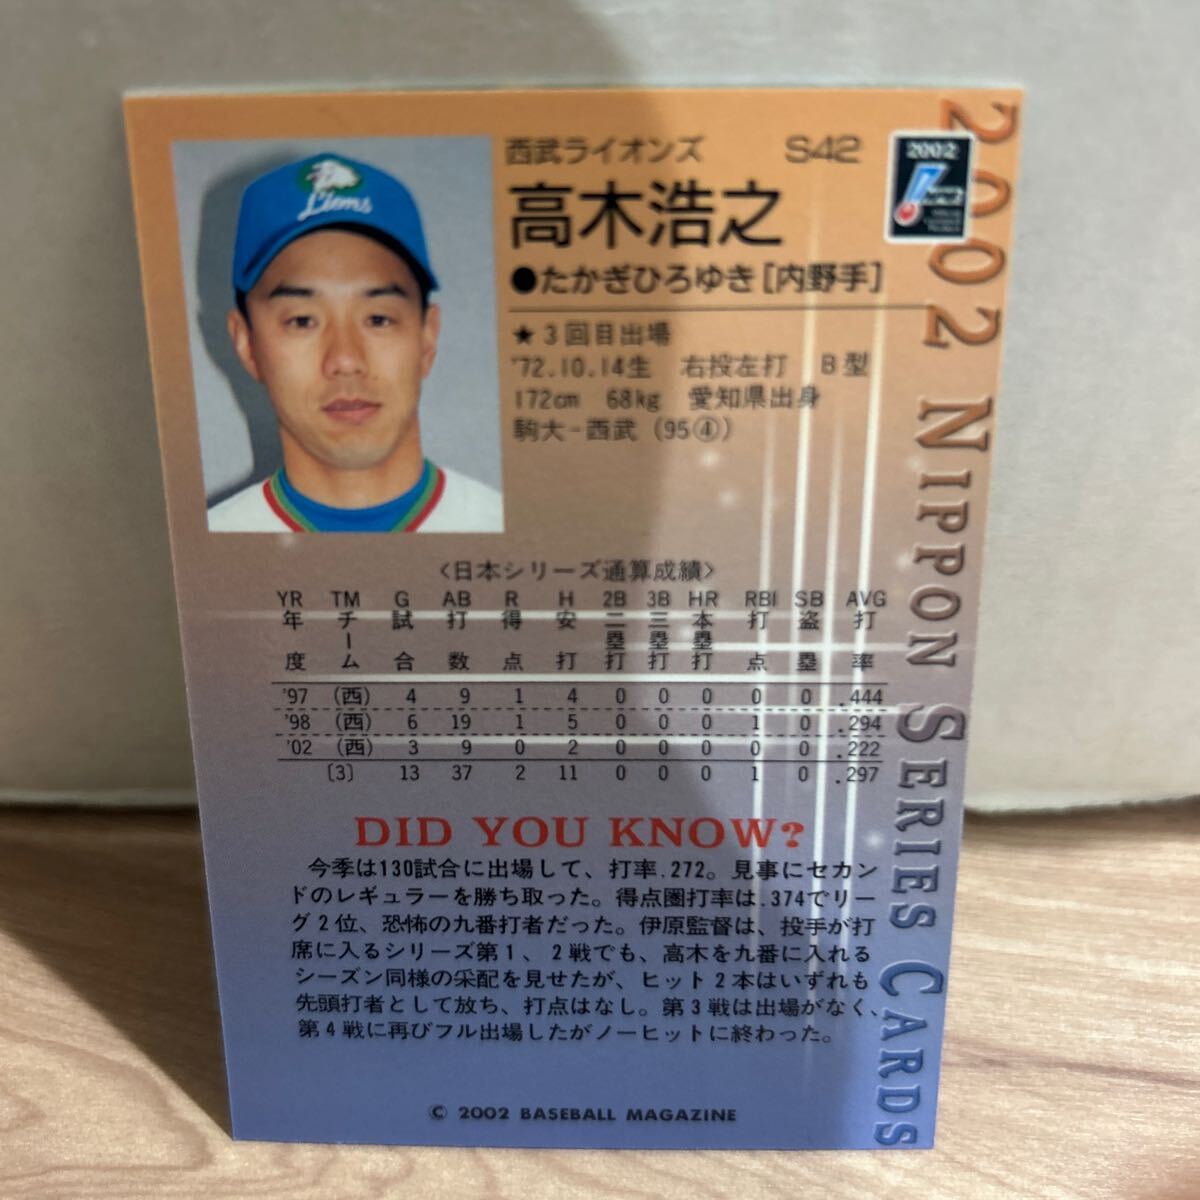 西武ライオンズ S42
高木浩之
●たかぎひろゆき[内野手]
★3回目出場
'72.10.14生 右投左打 B型
172cm 68kg 愛知県出身
駒大-西武(95④)
2002
Lions
2002 NIPPON SERIES CARDS
〈日本シリーズ通算成績〉
YR TM G AB R H 2B 3B HR RBI SB AVG
年度 チーム 試合 打数 得点 安打 二塁打 三塁打 本塁打 打点 盗塁 打率
'97 (西) 4 9 1 4 0 0 0 0 0 .444
'98 (西) 6 19 1 5 0 0 0 1 0 .294
'02 (西) 3 9 0 2 0 0 0 0 0 .222
〔3〕 13 37 2 11 0 0 0 1 0 .297
DID YOU KNOW?
今季は130試合に出場して、打率.272。見事にセカン
ドのレギュラーを勝ち取った。得点圏打率は.374でリー
グ2位、恐怖の九番打者だった。伊原監督は、投手が打
席に入るシリーズ第1、2戦でも、高木を九番に入れる
シーズン同様の采配を見せたが、ヒット2本はいずれも
先頭打者として放ち、打点はなし。第3戦は出場がなく、
第4戦に再びフル出場したがノーヒットに終わった。
© 2002 BASEBALL MAGAZINE